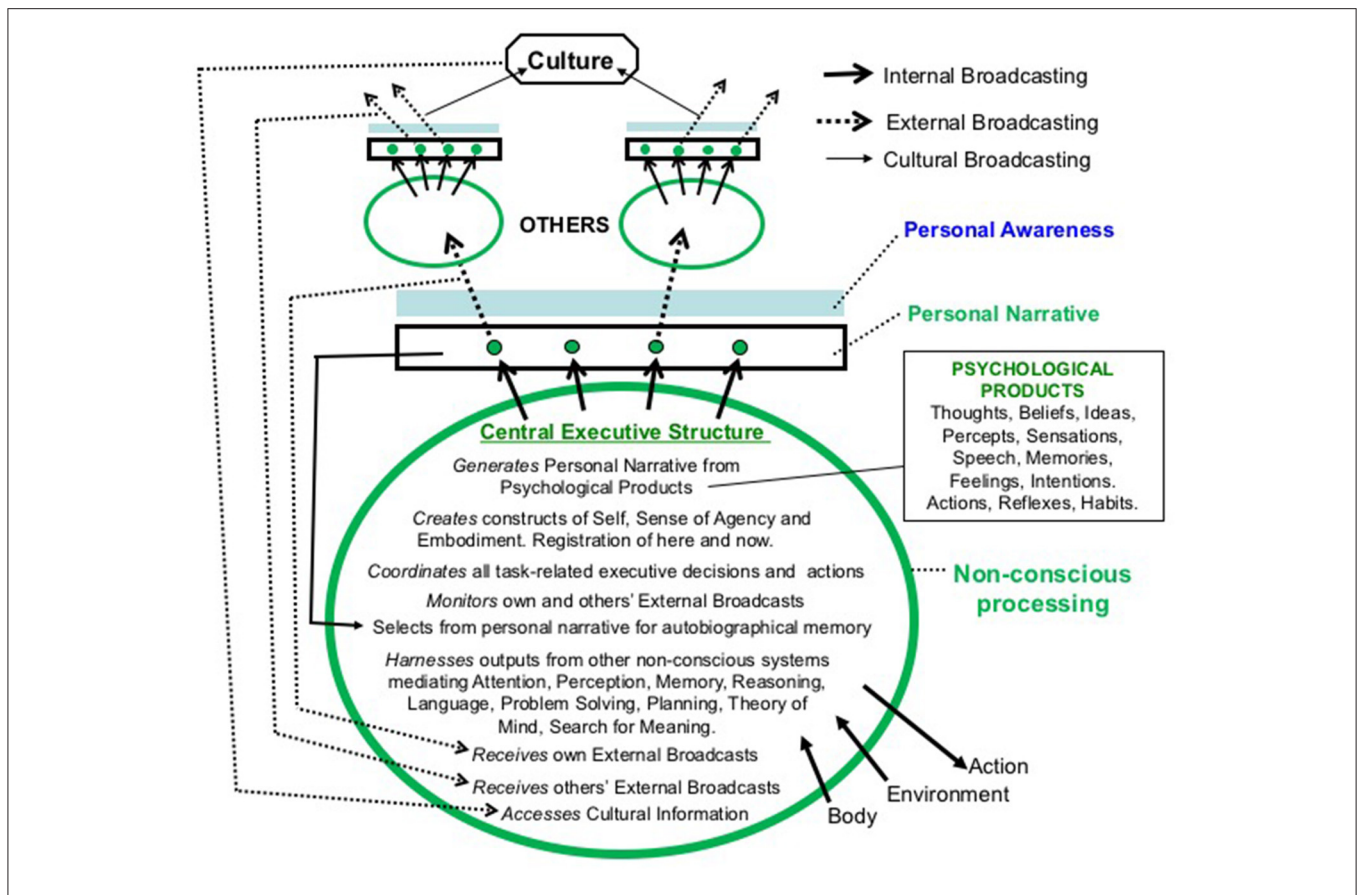 Culture
Internal Broadcasting
External Broadcasting
Cultural Broadcasting
OTHERS
Personal Awareness
Personal Narrative
PSYCHOLOGICAL
PRODUCTS
Thoughts, Beliefs, Ideas,
Percepts, Sensations,
Speech, Memories,
Feelings, Intentions.
Actions, Reflexes, Habits.
Central Executive Structure
Generates Personal Narrative from
Psychological Products
Creates constructs of Self, Sense of Agency and
Embodiment. Registration of here and now.
Coordinates all task-related executive decisions and actions
Monitors own and others' External Broadcasts
Selects from personal narrative for autobiographical memory
Harnesses outputs from other non-conscious systems
mediating Attention, Perception, Memory, Reasoning,
Language, Problem Solving, Planning, Theory of
Mind, Search for Meaning.
Receives own External Broadcasts
Receives others' External Broadcasts
Accesses Cultural Information
Non-conscious
processing
Action
Environment
Body